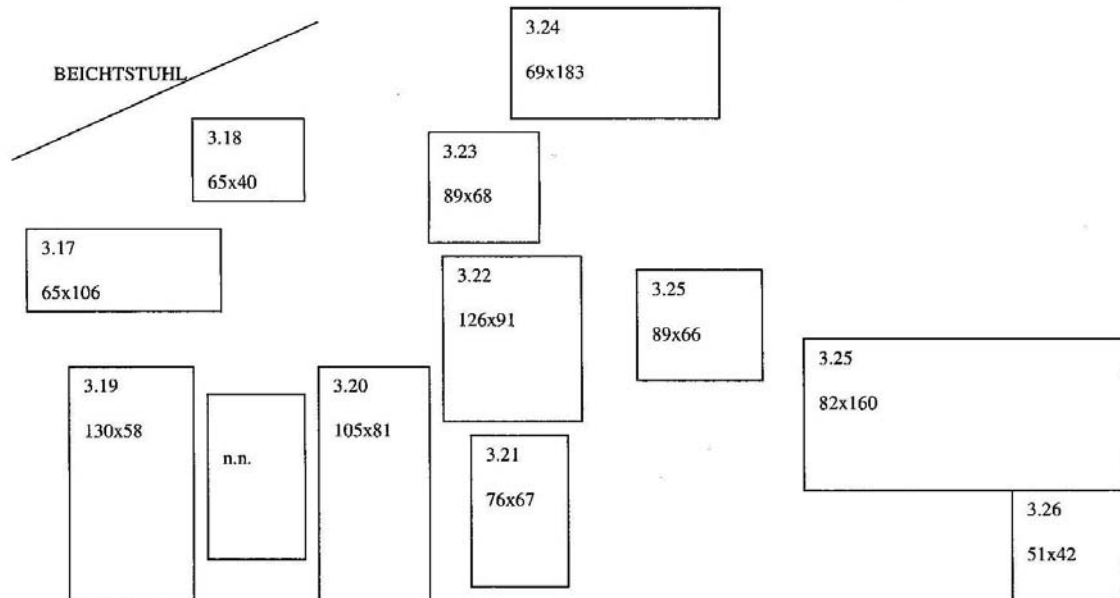 BEICHTSTUHL
3.24
69x183
3.18
65x40
3.23
89x68
3.17
65x106
3.22
126x91
3.25
89x66
3.25
82x160
3.19
130x58
n.n.
3.20
105x81
3.21
76x67
3.26
51x42